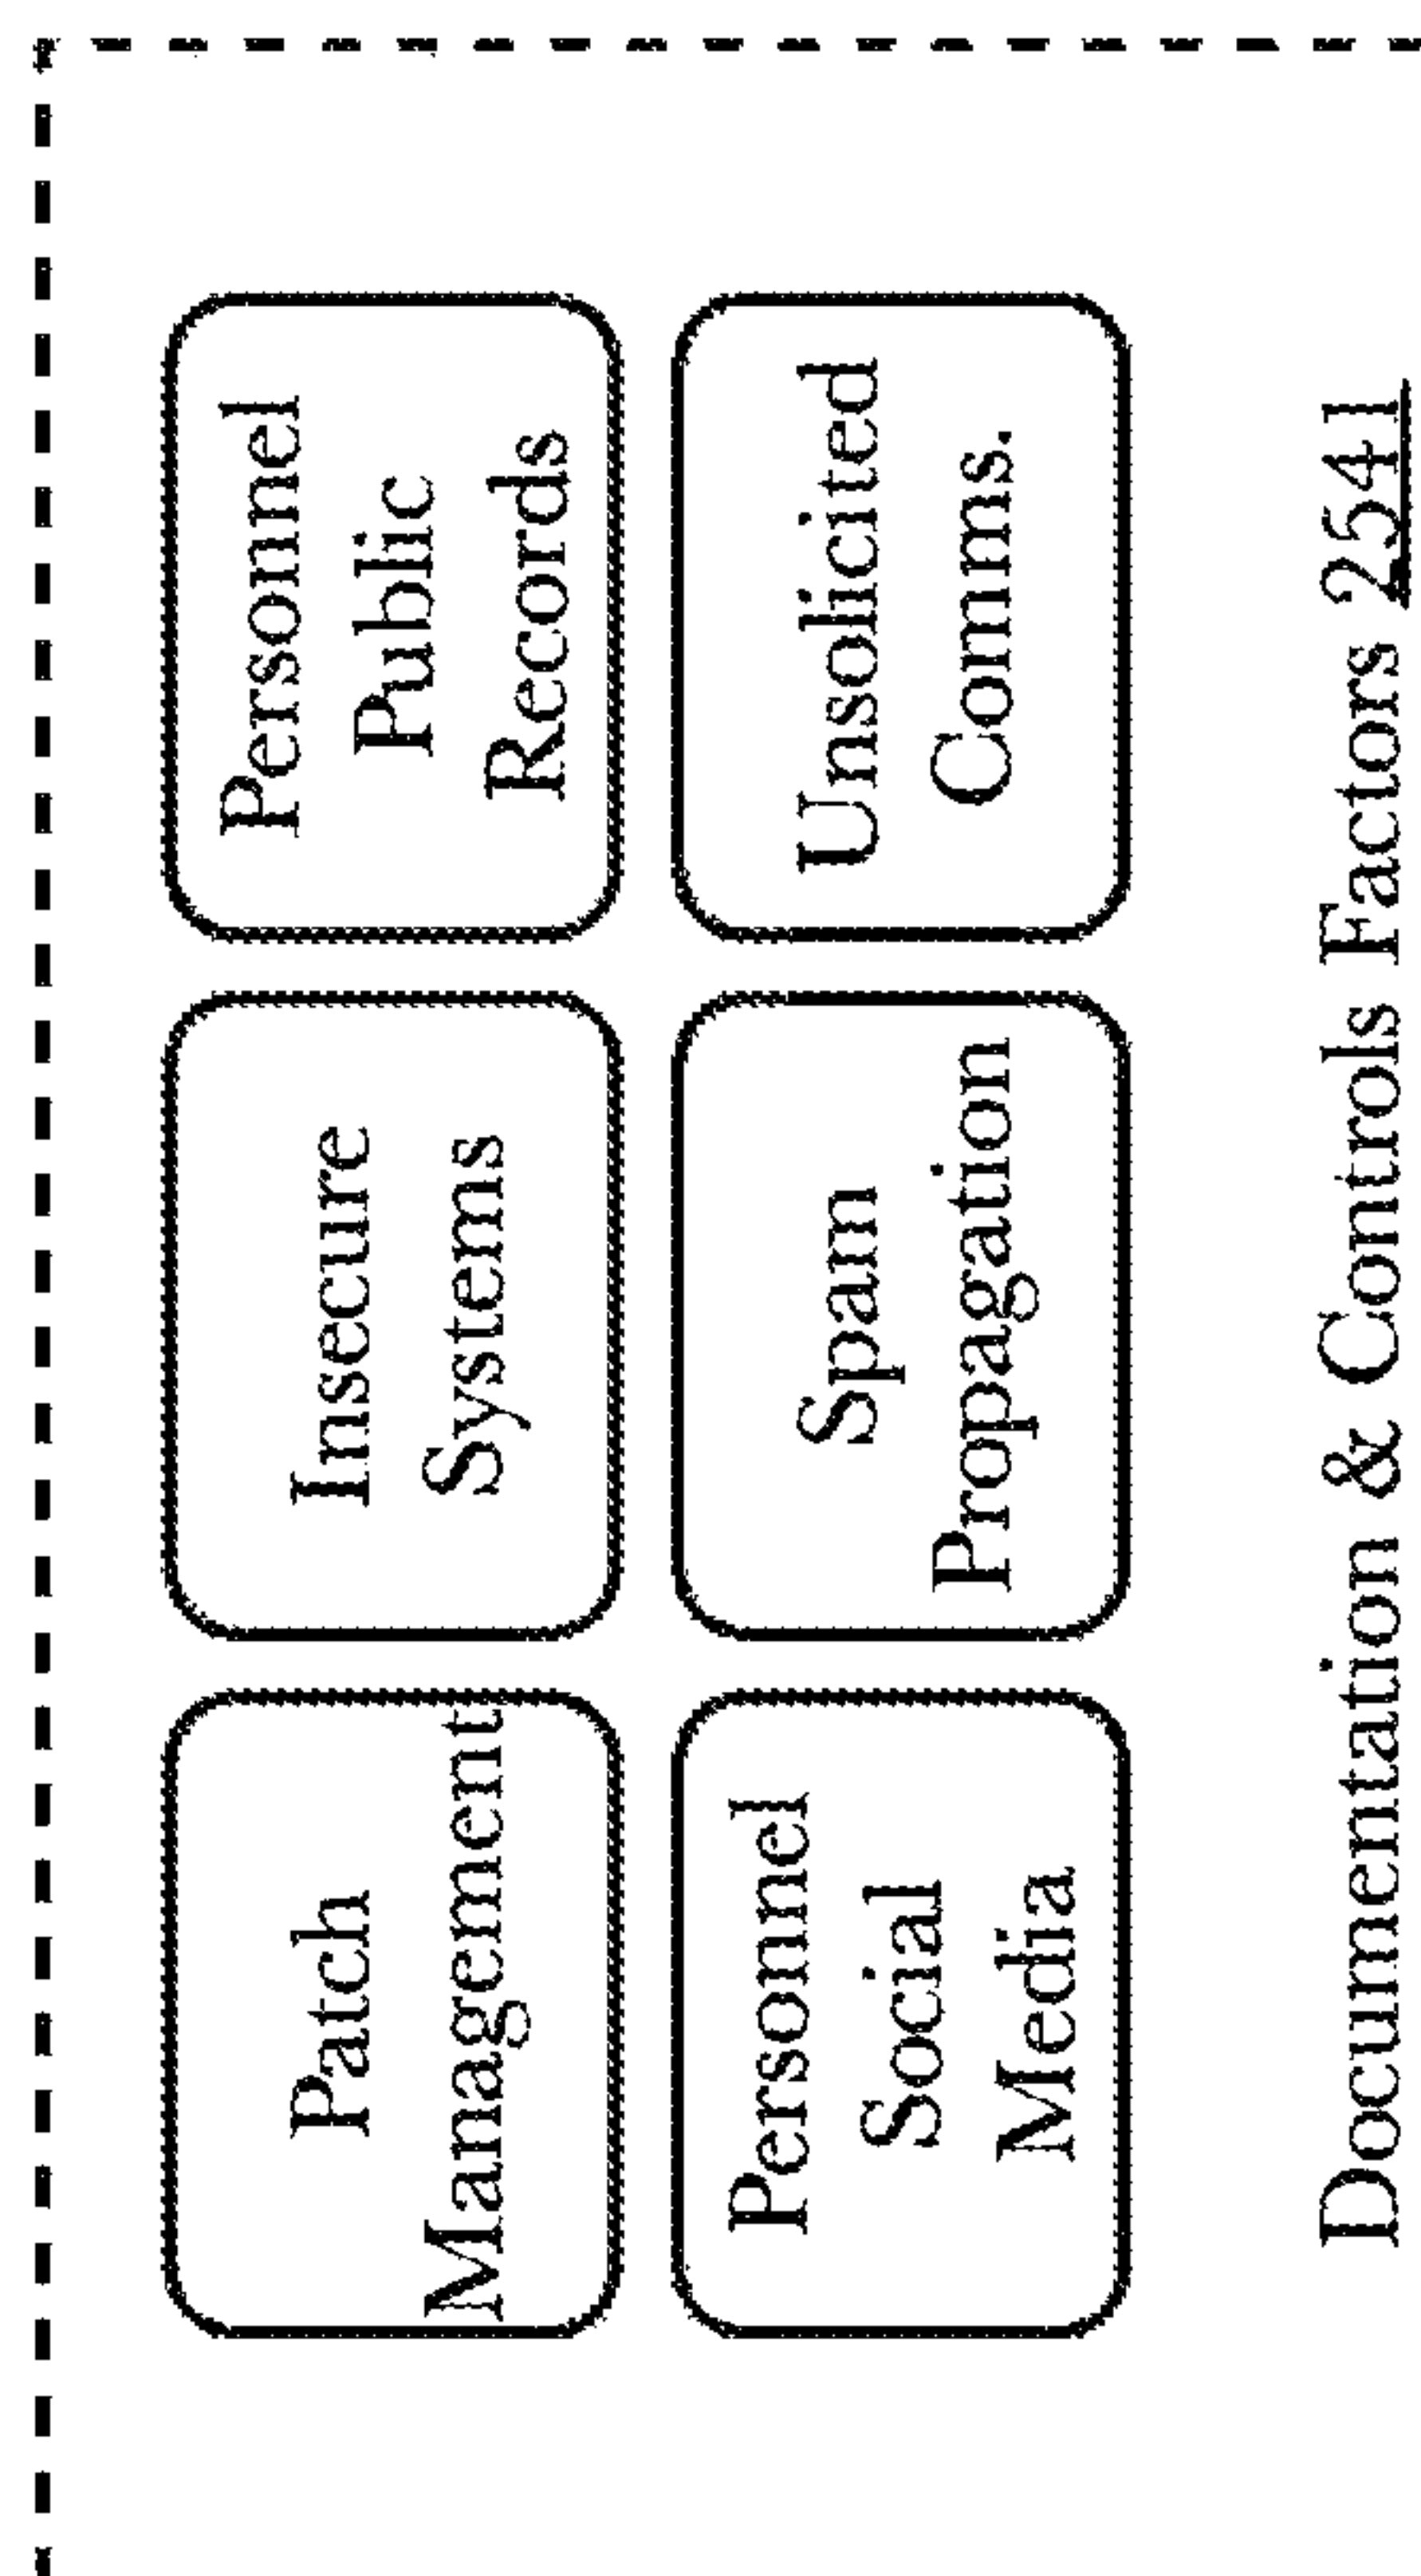 Patch
Management
Insecure
Systems
Personnel
Public
Records
Personnel
Social
Media
Spam
Propagation
Unsolicited
Comms.
Documentation & Controls Factors 2541